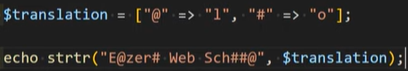 $translation = ["@" => "l", "#" => "o"];
echo strtr("E@zer# Web Sch##@", $translation);